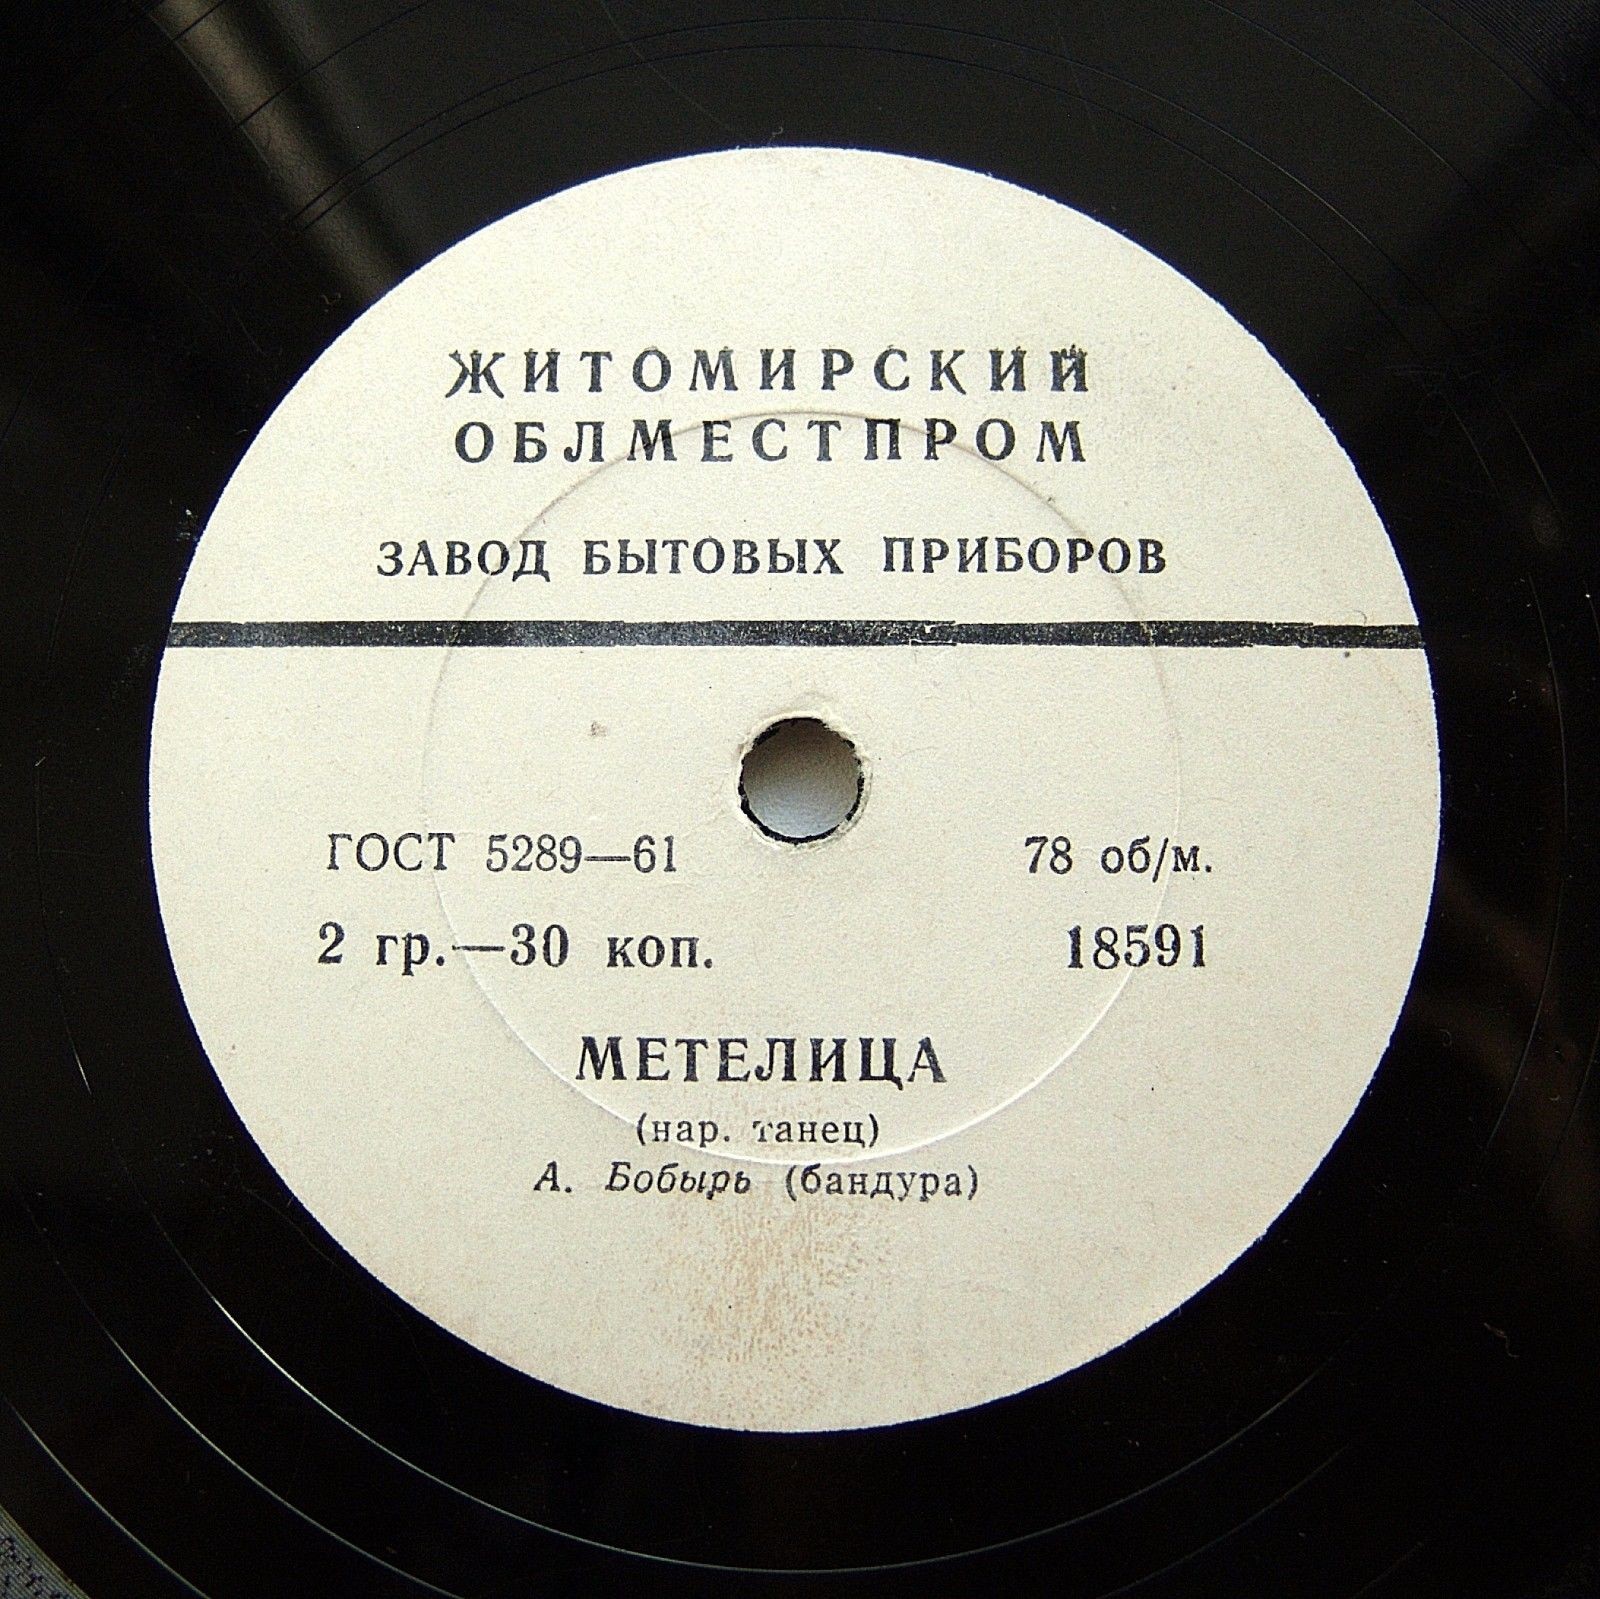 ЖИТОМИРСКИЙ
ОБЛМЕСТПРОМ
ЗАВОД БЫТОВЫХ ПРИБОРОВ
ГОСТ 5289—61 78 об/м.
2 гр.—30 коп. 18591
МЕТЕЛИЦА
(нар. танец)
А. Бобырь (бандура)